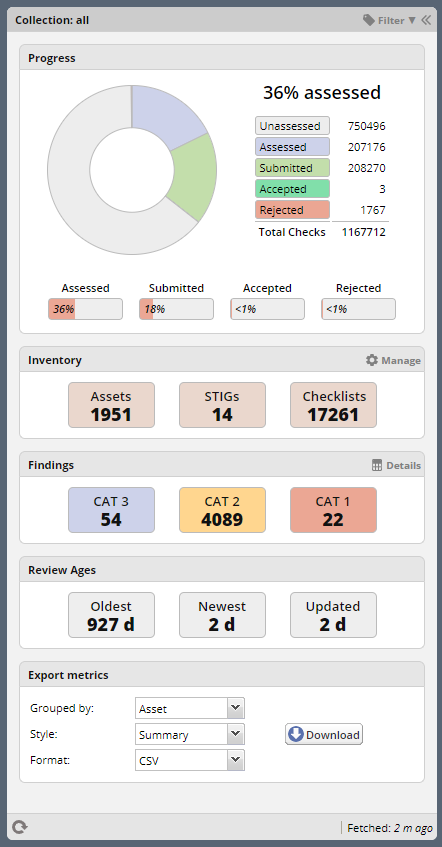 Collection: all Filter
Progress
36% assessed
Unassessed 750496
Assessed 207176
Submitted 208270
Accepted 3
Rejected 1767
Total Checks 1167712
Assessed Submitted Accepted Rejected
36% 18% <1% <1%
Inventory Manage
Assets STIGs Checklists
1951 14 17261
Findings Details
CAT 3 CAT 2 CAT 1
54 4089 22
Review Ages
Oldest Newest Updated
927 d 2 d 2 d
Export metrics
Grouped by: Asset
Style: Summary Download
Format: CSV
Fetched: 2 m ago